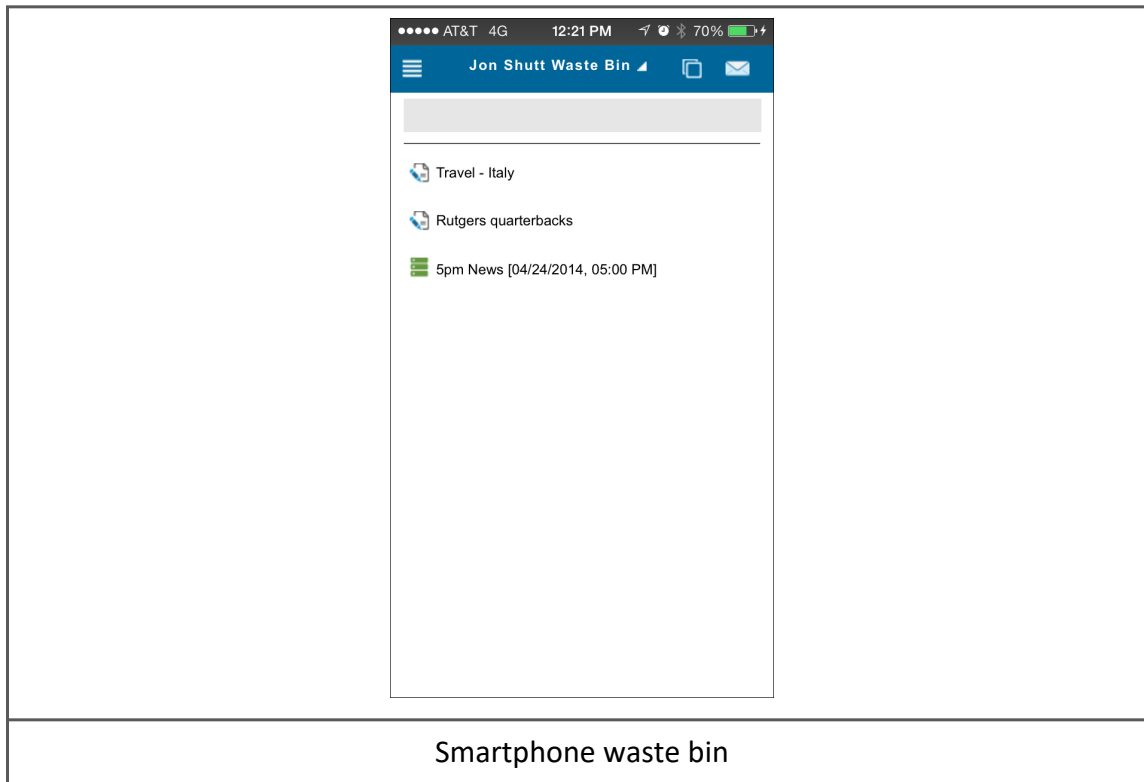 AT&T 4G 12:21 PM 70%
Jon Shutt Waste Bin
Travel - Italy
Rutgers quarterbacks
5pm News [04/24/2014, 05:00 PM]
Smartphone waste bin